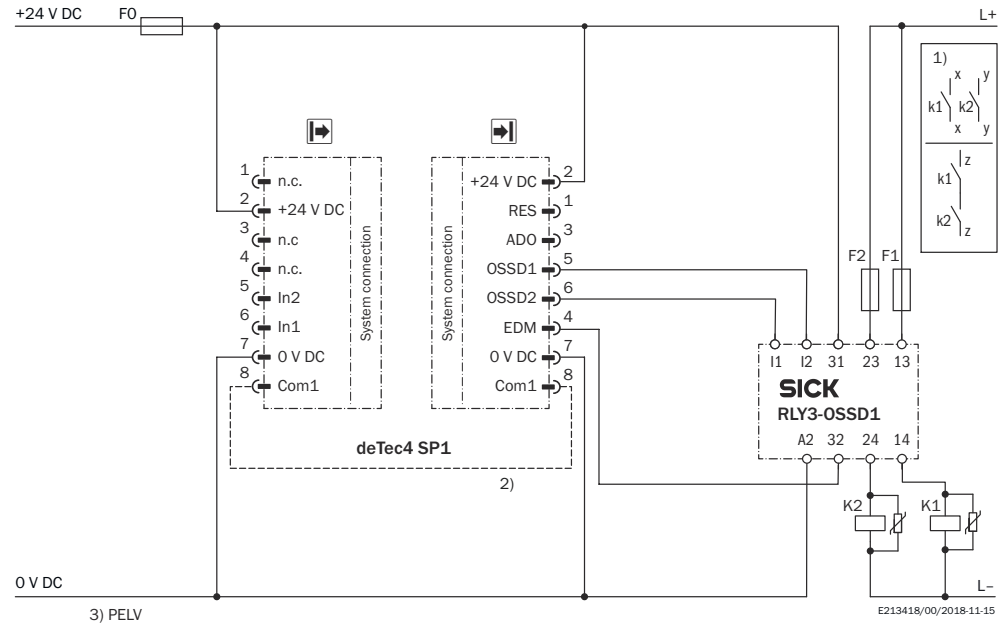 +24 V DC
F0
L+
1)
x y
k1 k2
x y
z
k1
k2
z
1 n.c.
2 +24 V DC
3 n.c
4 n.c.
5 In2
6 In1
7 0 V DC
8 Com1
System connection
System connection
+24 V DC 2
RES 1
ADO 3
OSSD1 5
OSSD2 6
EDM 4
0 V DC 7
Com1 8
deTec4 SP1
2)
F2 F1
I1 I2 31 23 13
SICK
RLY3-OSSD1
A2 32 24 14
K2 K1
0 V DC
L–
3) PELV
E213418/00/2018-11-15